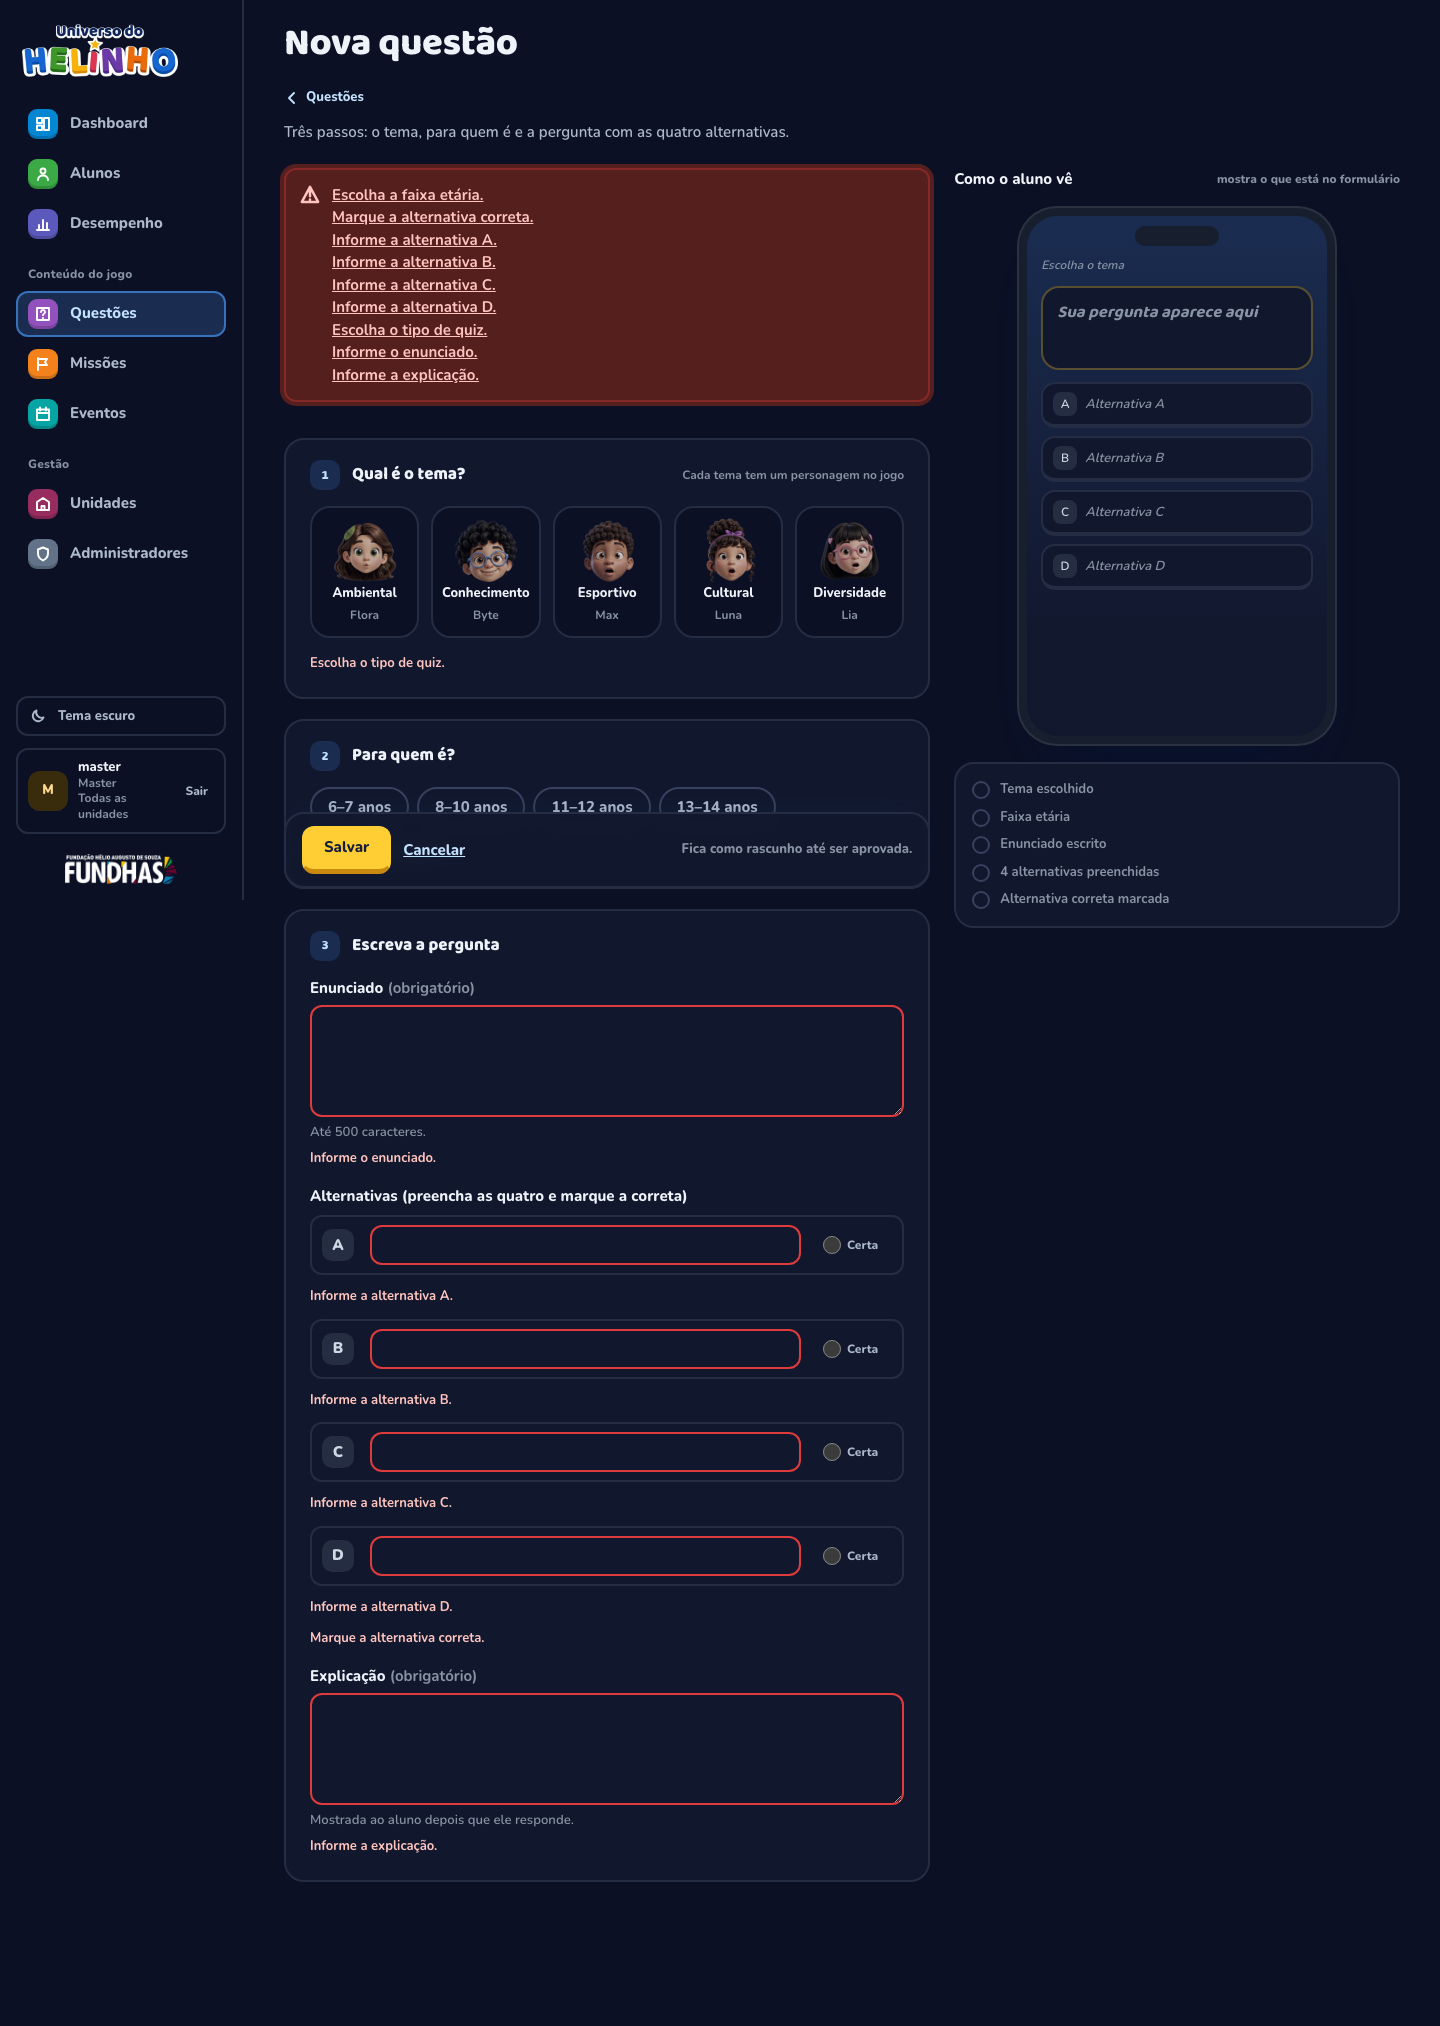 Universo do
HELINHO
Dashboard
Alunos
Desempenho
Conteúdo do jogo
Questões
Missões
Eventos
Gestão
Unidades
Administradores
Tema escuro
M
master
Master
Todas as
unidades
Sair
FUNDAÇÃO HÉLIO AUGUSTO DE SOUZA
FUNDHAS
Nova questão
Questões
Três passos: o tema, para quem é e a pergunta com as quatro alternativas.
Escolha a faixa etária.
Marque a alternativa correta.
Informe a alternativa A.
Informe a alternativa B.
Informe a alternativa C.
Informe a alternativa D.
Escolha o tipo de quiz.
Informe o enunciado.
Informe a explicação.
1 Qual é o tema? Cada tema tem um personagem no jogo
Ambiental Conhecimento Esportivo Cultural Diversidade
Flora Byte Max Luna Lia
Escolha o tipo de quiz.
2 Para quem é?
6–7 anos 8–10 anos 11–12 anos 13–14 anos
Salvar Cancelar Fica como rascunho até ser aprovada.
3 Escreva a pergunta
Enunciado (obrigatório)
Até 500 caracteres.
Informe o enunciado.
Alternativas (preencha as quatro e marque a correta)
A Certa
Informe a alternativa A.
B Certa
Informe a alternativa B.
C Certa
Informe a alternativa C.
D Certa
Informe a alternativa D.
Marque a alternativa correta.
Explicação (obrigatório)
Mostrada ao aluno depois que ele responde.
Informe a explicação.
Como o aluno vê mostra o que está no formulário
Escolha o tema
Sua pergunta aparece aqui
A Alternativa A
B Alternativa B
C Alternativa C
D Alternativa D
Tema escolhido
Faixa etária
Enunciado escrito
4 alternativas preenchidas
Alternativa correta marcada